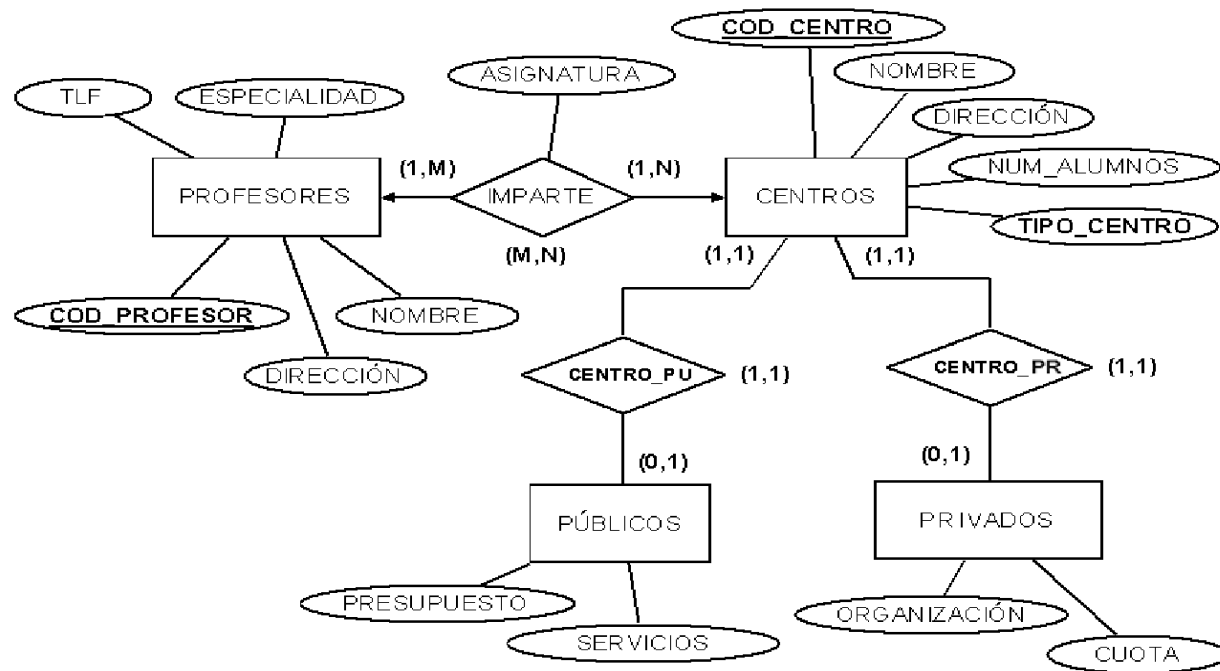 COD_CENTRO
NOMBRE
ASIGNATURA
TLF
ESPECIALIDAD
DIRECCIÓN
NUM_ALUMNOS
TIPO_CENTRO
(1,M)
(1,N)
PROFESORES
IMPARTE
CENTROS
(M,N)
(1,1)
(1,1)
COD_PROFESOR
NOMBRE
DIRECCIÓN
CENTRO_PU
(1,1)
CENTRO_PR
(1,1)
(0,1)
(0,1)
PÚBLICOS
PRIVADOS
PRESUPUESTO
SERVICIOS
ORGANIZACIÓN
CUOTA